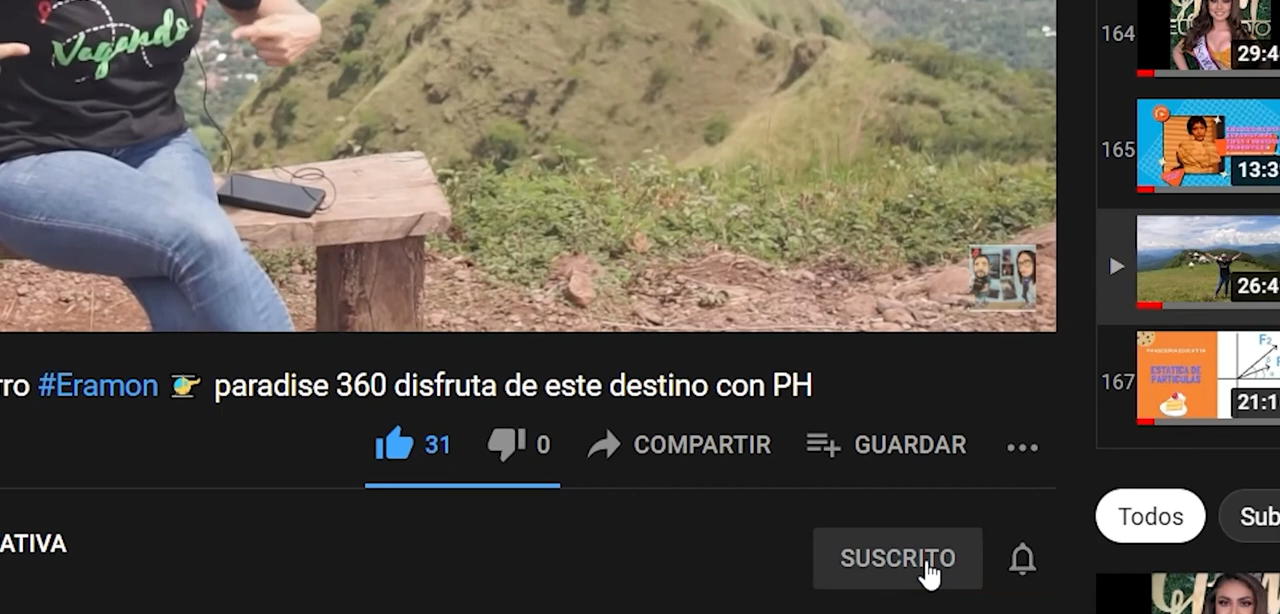 Vagando
164
29:4
165
13:3
26:4
F2
ESTATICA DE
PARTICULAS
167
21:1
rro #Eramon paradise 360 disfruta de este destino con PH
31 0 COMPARTIR GUARDAR
Todos
Sub
ATIVA
SUSCRITO